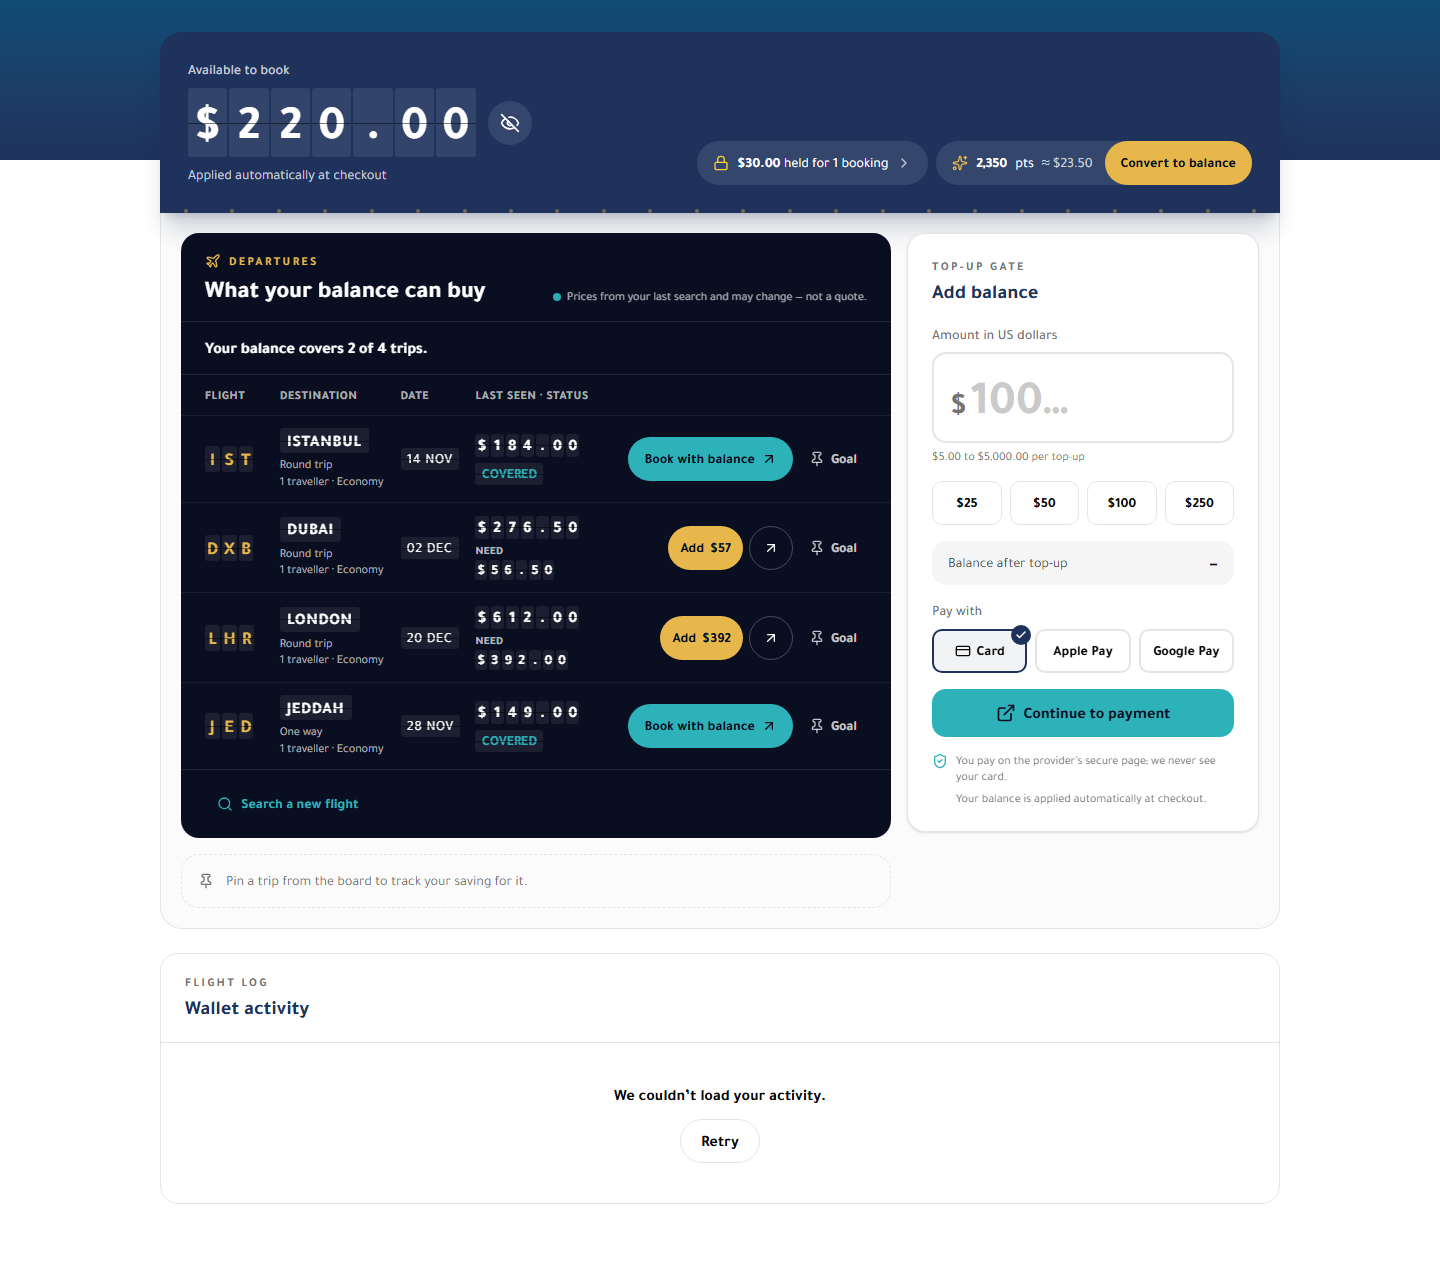 Available to book
$220.00
Applied automatically at checkout
$30.00 held for 1 booking
2,350 pts ≈ $23.50
Convert to balance
DEPARTURES
What your balance can buy
Prices from your last search and may change – not a quote.
Your balance covers 2 of 4 trips.
FLIGHT DESTINATION DATE LAST SEEN · STATUS
IST
ISTANBUL
Round trip
1 traveller · Economy
14 NOV
$184.00
COVERED
Book with balance
Goal
DXB
DUBAI
Round trip
1 traveller · Economy
02 DEC
$276.50
NEED
$56.50
Add $57
Goal
LHR
LONDON
Round trip
1 traveller · Economy
20 DEC
$612.00
NEED
$392.00
Add $392
Goal
JED
JEDDAH
One way
1 traveller · Economy
28 NOV
$149.00
COVERED
Book with balance
Goal
Search a new flight
Pin a trip from the board to track your saving for it.
TOP-UP GATE
Add balance
Amount in US dollars
$ 100...
$5.00 to $5,000.00 per top-up
$25 $50 $100 $250
Balance after top-up –
Pay with
Card Apple Pay Google Pay
Continue to payment
You pay on the provider's secure page; we never see
your card.
Your balance is applied automatically at checkout.
FLIGHT LOG
Wallet activity
We couldn't load your activity.
Retry